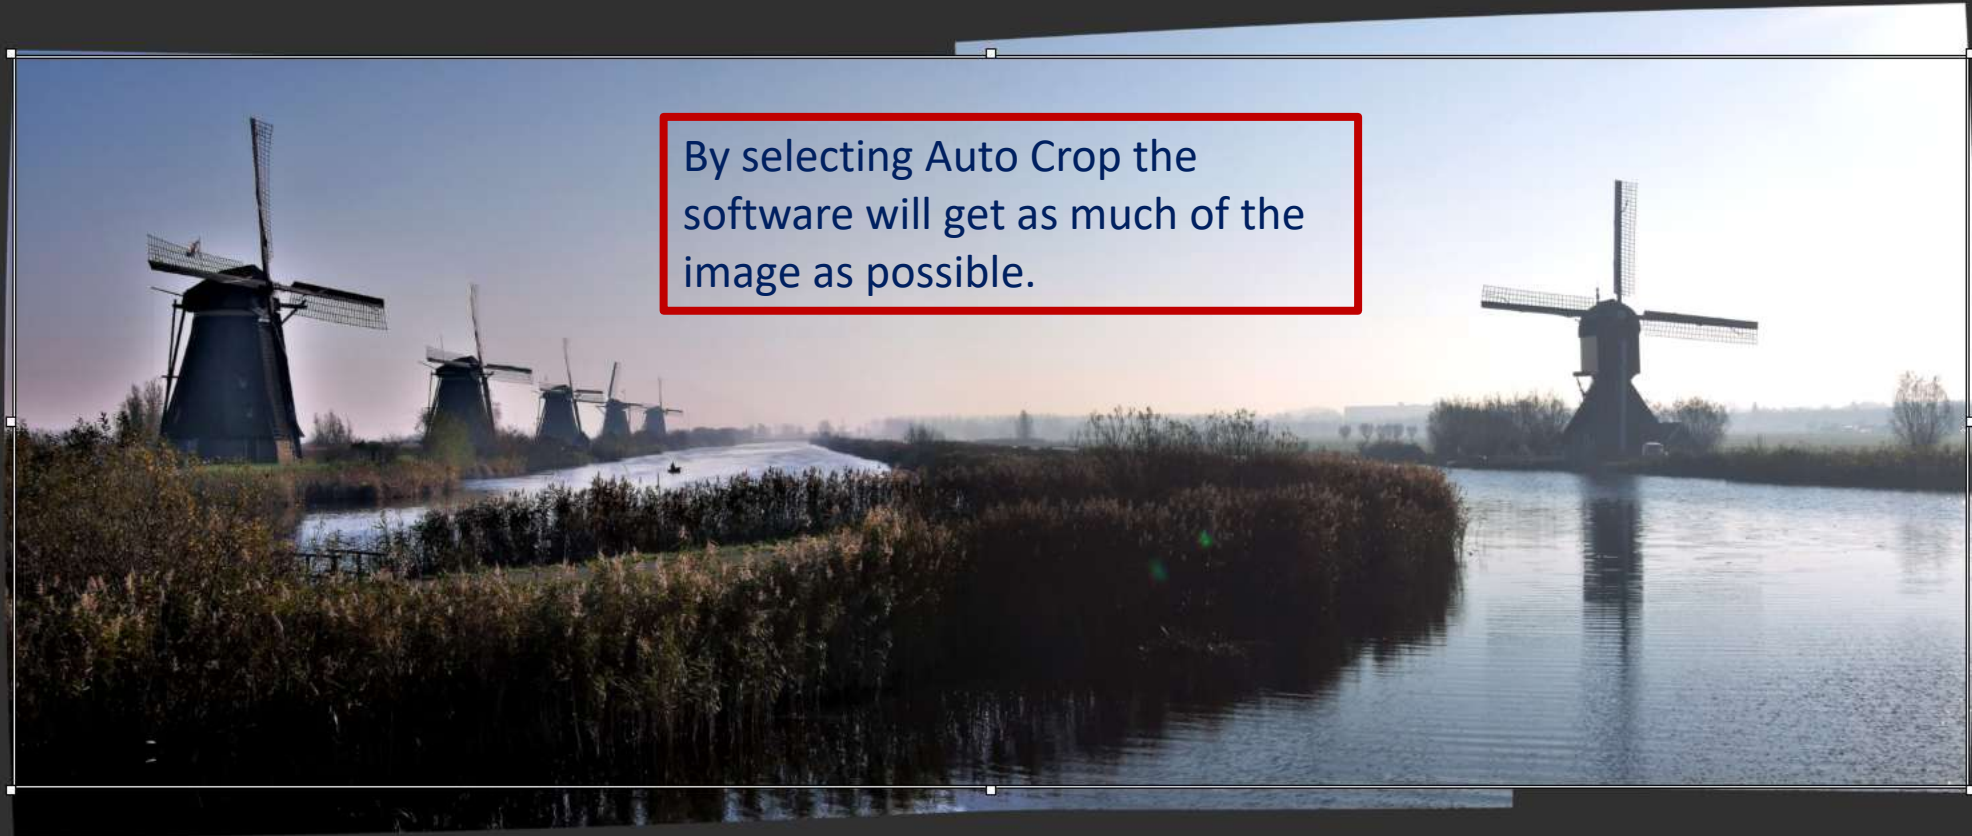 By selecting Auto Crop the
software will get as much of the
image as possible.